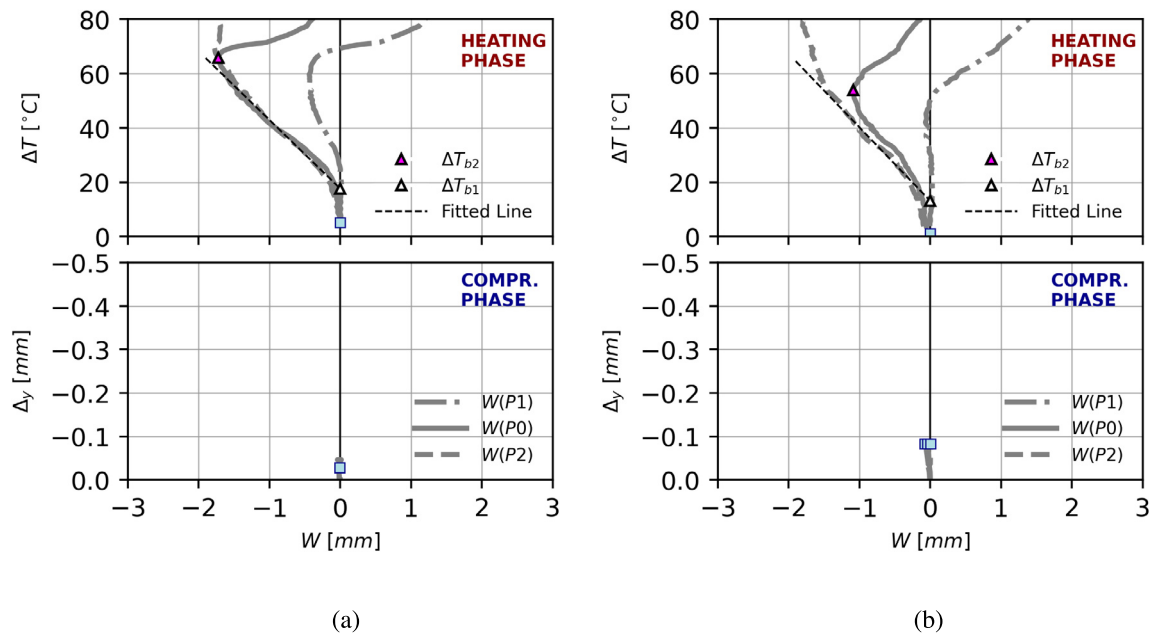 80
60
40
20
0
ΔT [°C]
HEATING
PHASE
ΔT_b2
ΔT_b1
Fitted Line
−0.5
−0.4
−0.3
−0.2
−0.1
0.0
Δ_y [mm]
COMPR.
PHASE
W(P1)
W(P0)
W(P2)
−3 −2 −1 0 1 2 3
W [mm]
(a)
80
60
40
20
0
ΔT [°C]
HEATING
PHASE
ΔT_b2
ΔT_b1
Fitted Line
−0.5
−0.4
−0.3
−0.2
−0.1
0.0
Δ_y [mm]
COMPR.
PHASE
W(P1)
W(P0)
W(P2)
−3 −2 −1 0 1 2 3
W [mm]
(b)